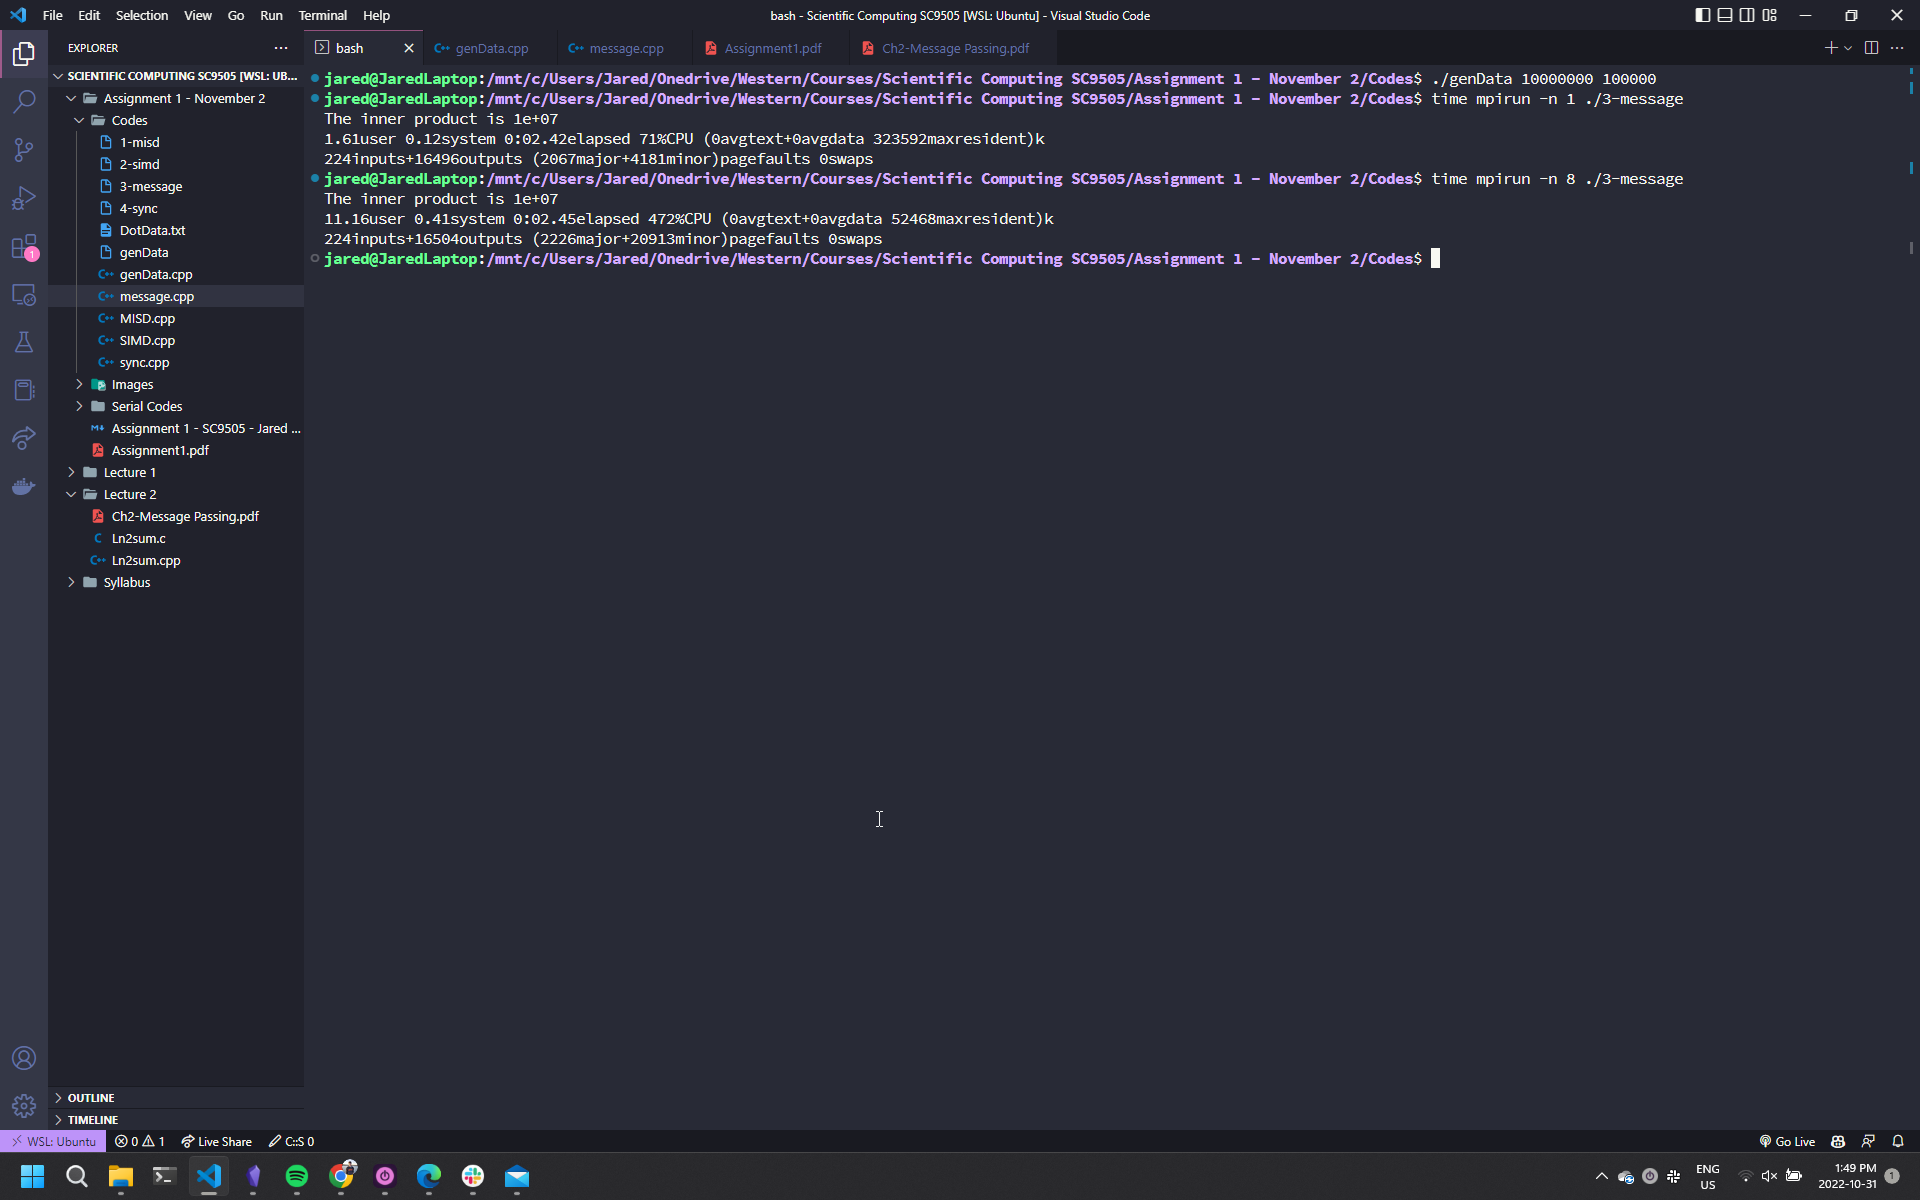 File Edit Selection View Go Run Terminal Help
bash - Scientific Computing SC9505 [WSL: Ubuntu] - Visual Studio Code
EXPLORER
bash
genData.cpp
message.cpp
Assignment1.pdf
Ch2-Message Passing.pdf
SCIENTIFIC COMPUTING SC9505 [WSL: UB...
Assignment 1 - November 2
Codes
1-misd
2-simd
3-message
4-sync
DotData.txt
genData
genData.cpp
message.cpp
MISD.cpp
SIMD.cpp
sync.cpp
Images
Serial Codes
Assignment 1 - SC9505 - Jared ...
Assignment1.pdf
Lecture 1
Lecture 2
Ch2-Message Passing.pdf
Ln2sum.c
Ln2sum.cpp
Syllabus
OUTLINE
TIMELINE
jared@JaredLaptop:/mnt/c/Users/Jared/Onedrive/Western/Courses/Scientific Computing SC9505/Assignment 1 - November 2/Codes$ ./genData 10000000 100000
jared@JaredLaptop:/mnt/c/Users/Jared/Onedrive/Western/Courses/Scientific Computing SC9505/Assignment 1 - November 2/Codes$ time mpirun -n 1 ./3-message
The inner product is 1e+07
1.61user 0.12system 0:02.42elapsed 71%CPU (0avgtext+0avgdata 323592maxresident)k
224inputs+16496outputs (2067major+4181minor)pagefaults 0swaps
jared@JaredLaptop:/mnt/c/Users/Jared/Onedrive/Western/Courses/Scientific Computing SC9505/Assignment 1 - November 2/Codes$ time mpirun -n 8 ./3-message
The inner product is 1e+07
11.16user 0.41system 0:02.45elapsed 472%CPU (0avgtext+0avgdata 52468maxresident)k
224inputs+16504outputs (2226major+20913minor)pagefaults 0swaps
jared@JaredLaptop:/mnt/c/Users/Jared/Onedrive/Western/Courses/Scientific Computing SC9505/Assignment 1 - November 2/Codes$
1
WSL: Ubuntu 0 1 Live Share C::S 0
Go Live
ENG
US
1:49 PM
2022-10-31
1